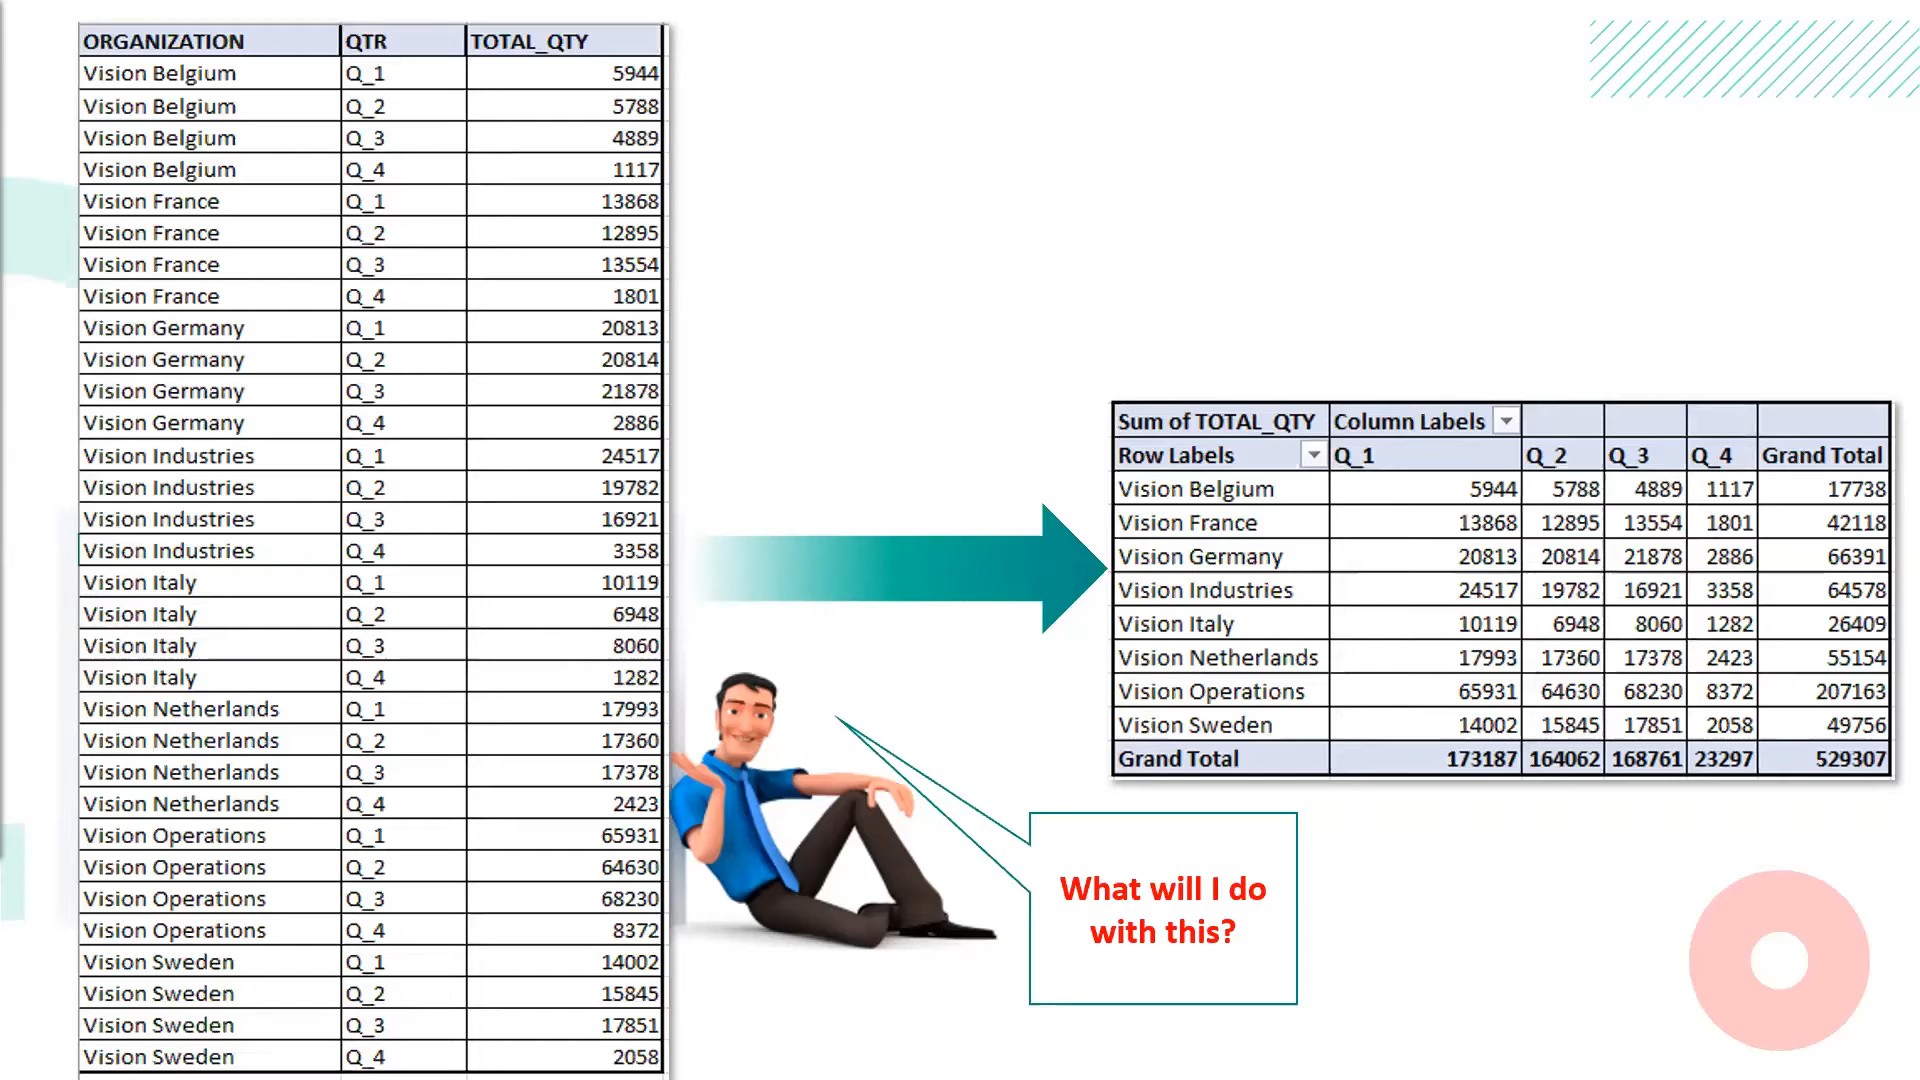 ORGANIZATION QTR TOTAL_QTY
Vision Belgium Q_1 5944
Vision Belgium Q_2 5788
Vision Belgium Q_3 4889
Vision Belgium Q_4 1117
Vision France Q_1 13868
Vision France Q_2 12895
Vision France Q_3 13554
Vision France Q_4 1801
Vision Germany Q_1 20813
Vision Germany Q_2 20814
Vision Germany Q_3 21878
Vision Germany Q_4 2886
Vision Industries Q_1 24517
Vision Industries Q_2 19782
Vision Industries Q_3 16921
Vision Industries Q_4 3358
Vision Italy Q_1 10119
Vision Italy Q_2 6948
Vision Italy Q_3 8060
Vision Italy Q_4 1282
Vision Netherlands Q_1 17993
Vision Netherlands Q_2 17360
Vision Netherlands Q_3 17378
Vision Netherlands Q_4 2423
Vision Operations Q_1 65931
Vision Operations Q_2 64630
Vision Operations Q_3 68230
Vision Operations Q_4 8372
Vision Sweden Q_1 14002
Vision Sweden Q_2 15845
Vision Sweden Q_3 17851
Vision Sweden Q_4 2058
Sum of TOTAL_QTY Column Labels
Row Labels Q_1 Q_2 Q_3 Q_4 Grand Total
Vision Belgium 5944 5788 4889 1117 17738
Vision France 13868 12895 13554 1801 42118
Vision Germany 20813 20814 21878 2886 66391
Vision Industries 24517 19782 16921 3358 64578
Vision Italy 10119 6948 8060 1282 26409
Vision Netherlands 17993 17360 17378 2423 55154
Vision Operations 65931 64630 68230 8372 207163
Vision Sweden 14002 15845 17851 2058 49756
Grand Total 173187 164062 168761 23297 529307
What will I do
with this?